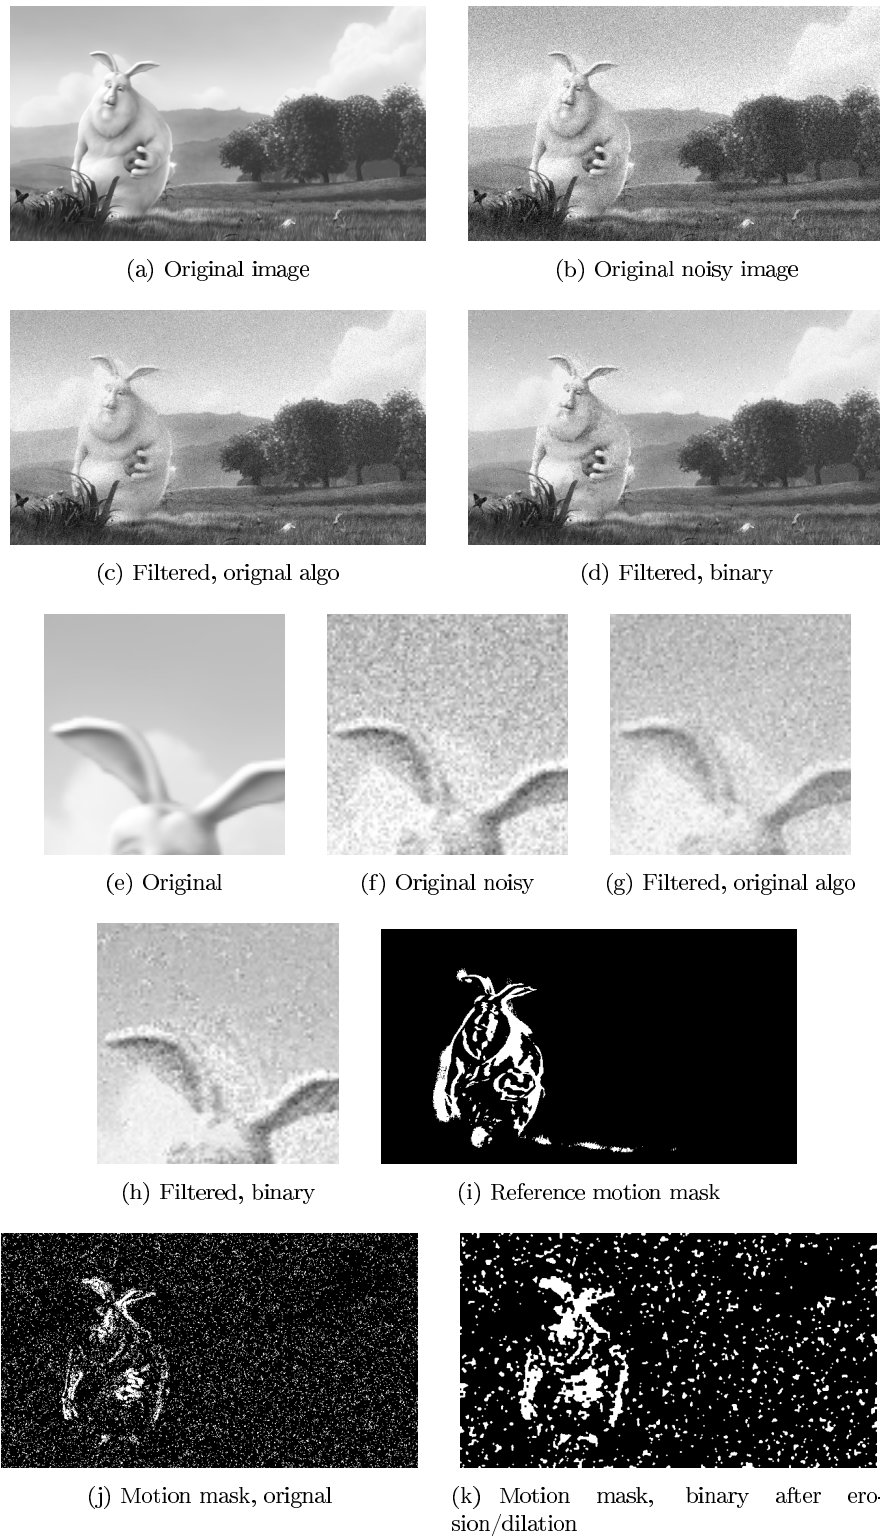 (a) Original image
(b) Original noisy image
(c) Filtered, orignal algo
(d) Filtered, binary
(e) Original
(f) Original noisy
(g) Filtered, original algo
(h) Filtered, binary
(i) Reference motion mask
(j) Motion mask, orignal
(k) Motion mask, binary after ero-
sion/dilation